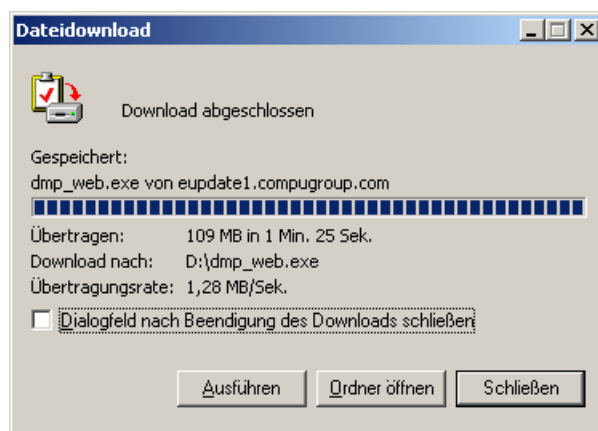 Dateidownload
Download abgeschlossen
Gespeichert:
dmp_web.exe von eupdate1.compugroup.com
Übertragen: 109 MB in 1 Min. 25 Sek.
Download nach: D:\dmp_web.exe
Übertragungsrate: 1,28 MB/Sek.
Dialogfeld nach Beendigung des Downloads schließen
Ausführen Ordner öffnen Schließen